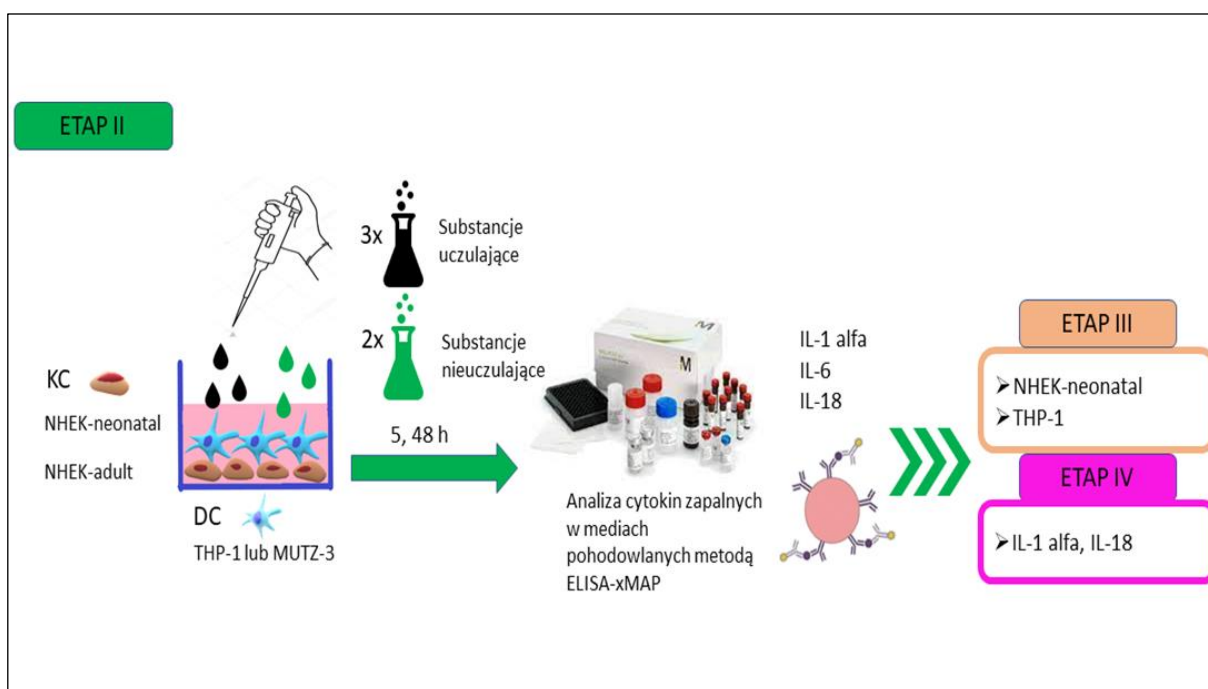 ETAP II
3x
Substancje
uczulające
2x
Substancje
nieuczulające
KC
NHEK-neonatal
NHEK-adult
DC
THP-1 lub MUTZ-3
5, 48 h
M
M
Analiza cytokin zapalnych
w mediach
pohodowlanych metodą
ELISA-xMAP
IL-1 alfa
IL-6
IL-18
ETAP III
➢NHEK-neonatal
➢THP-1
ETAP IV
➢IL-1 alfa, IL-18